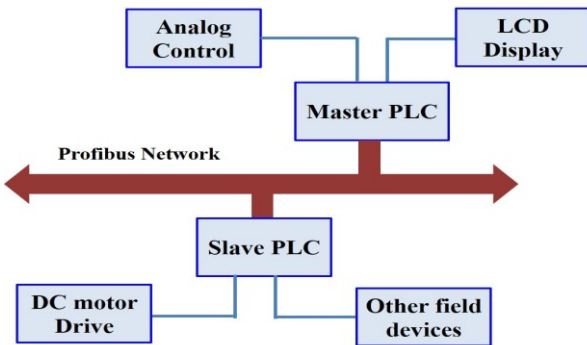 Analog
Control
LCD
Display
Master PLC
Profibus Network
Slave PLC
DC motor
Drive
Other field
devices